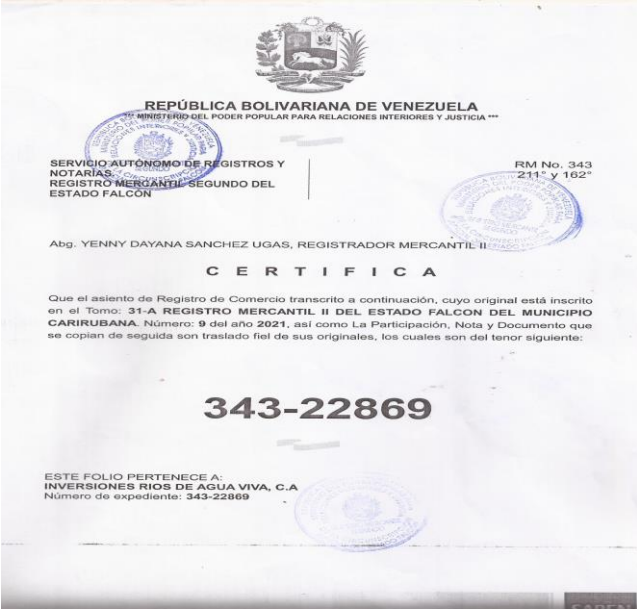 REPÚBLICA BOLIVARIANA DE VENEZUELA
*** MINISTERIO DEL PODER POPULAR PARA RELACIONES INTERIORES Y JUSTICIA ***
SERVICIO AUTÓNOMO DE REGISTROS Y
NOTARÍAS.
REGISTRO MERCANTIL SEGUNDO DEL
ESTADO FALCÓN
RM No. 343
211° y 162°
Abg. YENNY DAYANA SANCHEZ UGAS, REGISTRADOR MERCANTIL II
C E R T I F I C A
Que el asiento de Registro de Comercio transcrito a continuación, cuyo original está inscrito
en el Tomo: 31-A REGISTRO MERCANTIL II DEL ESTADO FALCON DEL MUNICIPIO
CARIRUBANA. Número: 9 del año 2021, así como La Participación, Nota y Documento que
se copian de seguida son traslado fiel de sus originales, los cuales son del tenor siguiente:
343-22869
ESTE FOLIO PERTENECE A:
INVERSIONES RIOS DE AGUA VIVA, C.A
Número de expediente: 343-22869